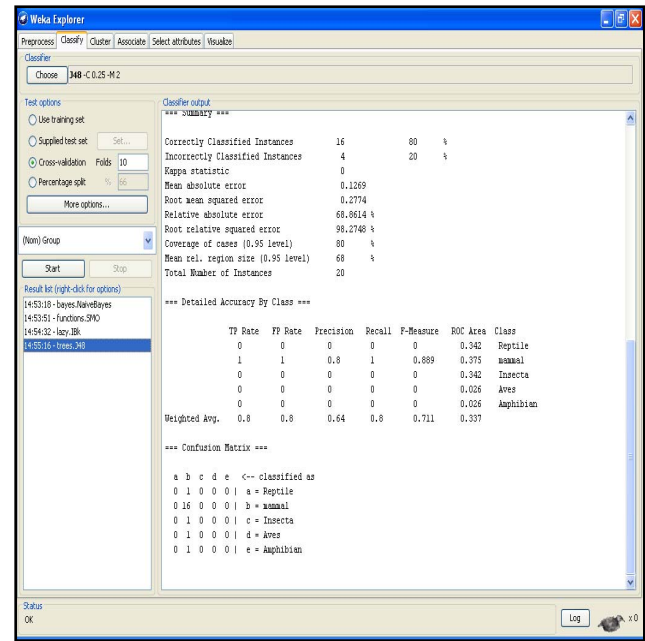 Weka Explorer
Preprocess Classify Cluster Associate Select attributes Visualize
Classifier
Choose J48 -C 0.25 -M 2
Test options
Use training set
Supplied test set Set...
Cross-validation Folds 10
Percentage split % 66
More options...
(Nom) Group
Start Stop
Result list (right-click for options)
14:53:18 - bayes.NaiveBayes
14:53:51 - functions.SMO
14:54:32 - lazy.IBk
14:55:16 - trees.J48
Classifier output
=== Summary ===
Correctly Classified Instances 16 80 %
Incorrectly Classified Instances 4 20 %
Kappa statistic 0
Mean absolute error 0.1269
Root mean squared error 0.2774
Relative absolute error 68.8614 %
Root relative squared error 98.2748 %
Coverage of cases (0.95 level) 80 %
Mean rel. region size (0.95 level) 68 %
Total Number of Instances 20
=== Detailed Accuracy By Class ===
TP Rate FP Rate Precision Recall F-Measure ROC Area Class
0 0 0 0 0 0.342 Reptile
1 1 0.8 1 0.889 0.375 mammal
0 0 0 0 0 0.342 Insecta
0 0 0 0 0 0.026 Aves
0 0 0 0 0 0.026 Amphibian
Weighted Avg. 0.8 0.8 0.64 0.8 0.711 0.337
=== Confusion Matrix ===
a b c d e <-- classified as
0 1 0 0 0 | a = Reptile
0 16 0 0 0 | b = mammal
0 1 0 0 0 | c = Insecta
0 1 0 0 0 | d = Aves
0 1 0 0 0 | e = Amphibian
Status
OK
Log x 0